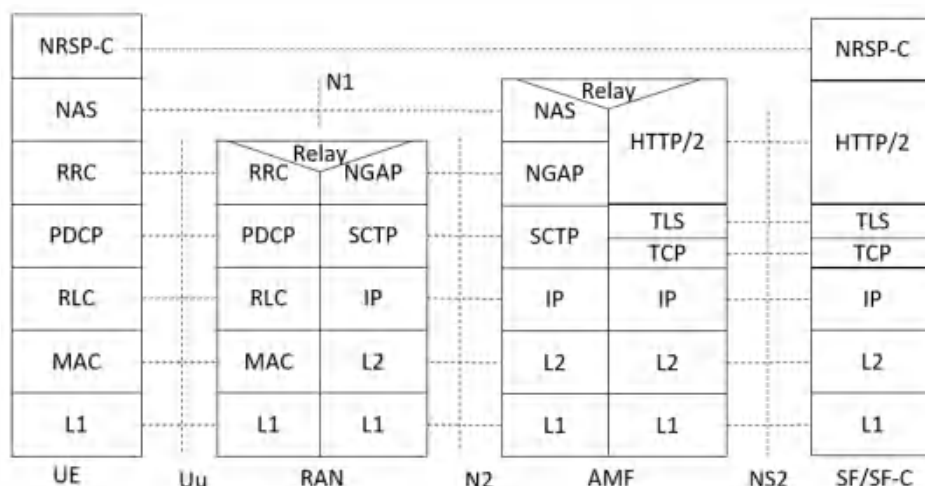 NRSP-C NRSP-C
N1 Relay
NAS NAS
HTTP/2 HTTP/2
Relay
RRC RRC NGAP NGAP
TLS TLS
PDCP PDCP SCTP SCTP
TCP TCP
RLC RLC IP IP IP IP
MAC MAC L2 L2 L2 L2
L1 L1 L1 L1 L1 L1
UE Uu RAN N2 AMF NS2 SF/SF-C